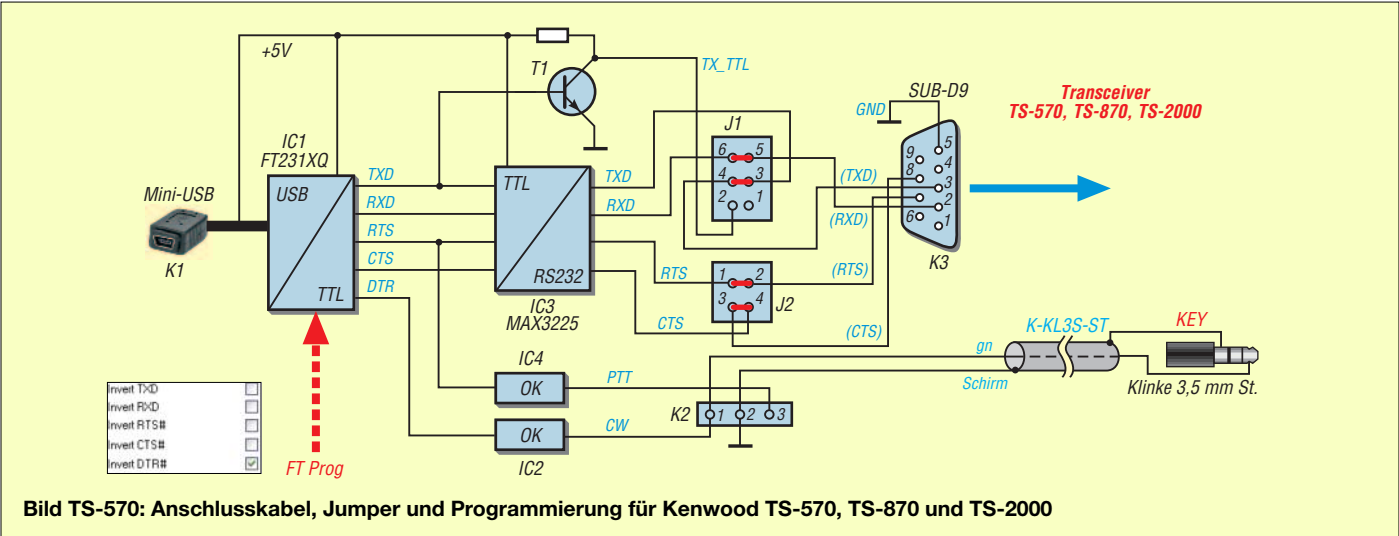 +5V
T1
TX_TTL
SUB-D9
GND
Transceiver
TS-570, TS-870, TS-2000
IC1
FT231XQ
Mini-USB
K1
USB
TTL
TXD
RXD
RTS
CTS
DTR
TTL
RS232
IC3
MAX3225
TXD
RXD
RTS
CTS
J1
6 5
4 3
2 1
J2
1 2
3 4
(TXD)
(RXD)
(RTS)
(CTS)
9
8
6
5
4
3
2
1
K3
IC4
OK
PTT
OK
IC2
CW
K2
1 2 3
gn
Schirm
K-KL3S-ST
KEY
Klinke 3,5 mm St.
Invert TXD
Invert RXD
Invert RTS#
Invert CTS#
Invert DTR#
FT Prog
Bild TS-570: Anschlusskabel, Jumper und Programmierung für Kenwood TS-570, TS-870 und TS-2000